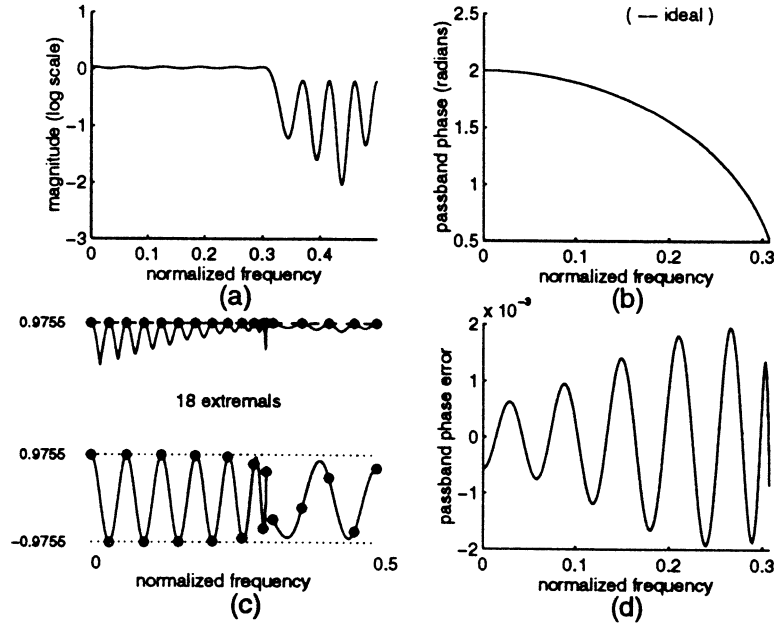 1
0
−1
−2
−3
magnitude (log scale)
0 0.1 0.2 0.3 0.4
normalized frequency
(a)
( — ideal )
2.5
2
1.5
1
0.5
passband phase (radians)
0 0.1 0.2 0.3
normalized frequency
(b)
0.9755
18 extremals
0.9755
−0.9755
0 0.5
normalized frequency
(c)
x 10⁻³
2
1
0
−1
−2
passband phase error
0 0.1 0.2 0.3
normalized frequency
(d)